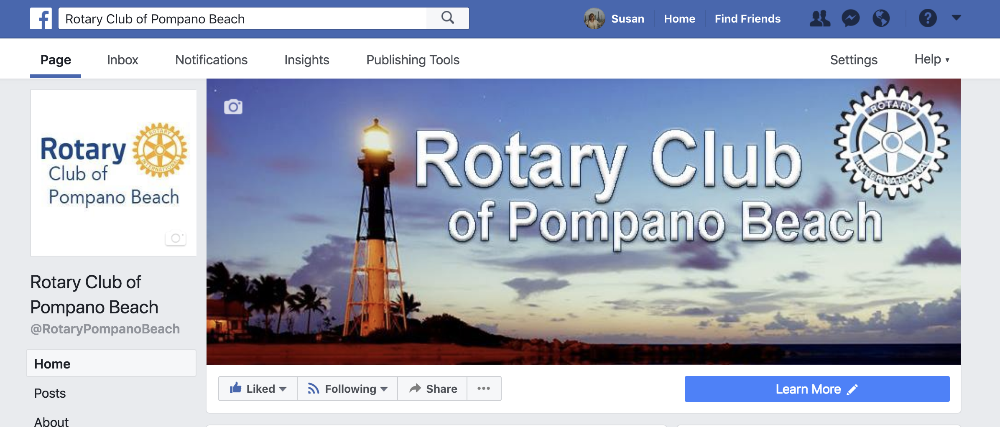 Rotary Club of Pompano Beach
Susan
Home
Find Friends
Page
Inbox
Notifications
Insights
Publishing Tools
Settings
Help
Rotary
Club of
Pompano Beach
ROTARY
INTERNATIONAL
Rotary Club
of Pompano Beach
ROTARY
INTERNATIONAL
Rotary Club of
Pompano Beach
@RotaryPompanoBeach
Home
Posts
About
Liked
Following
Share
Learn More